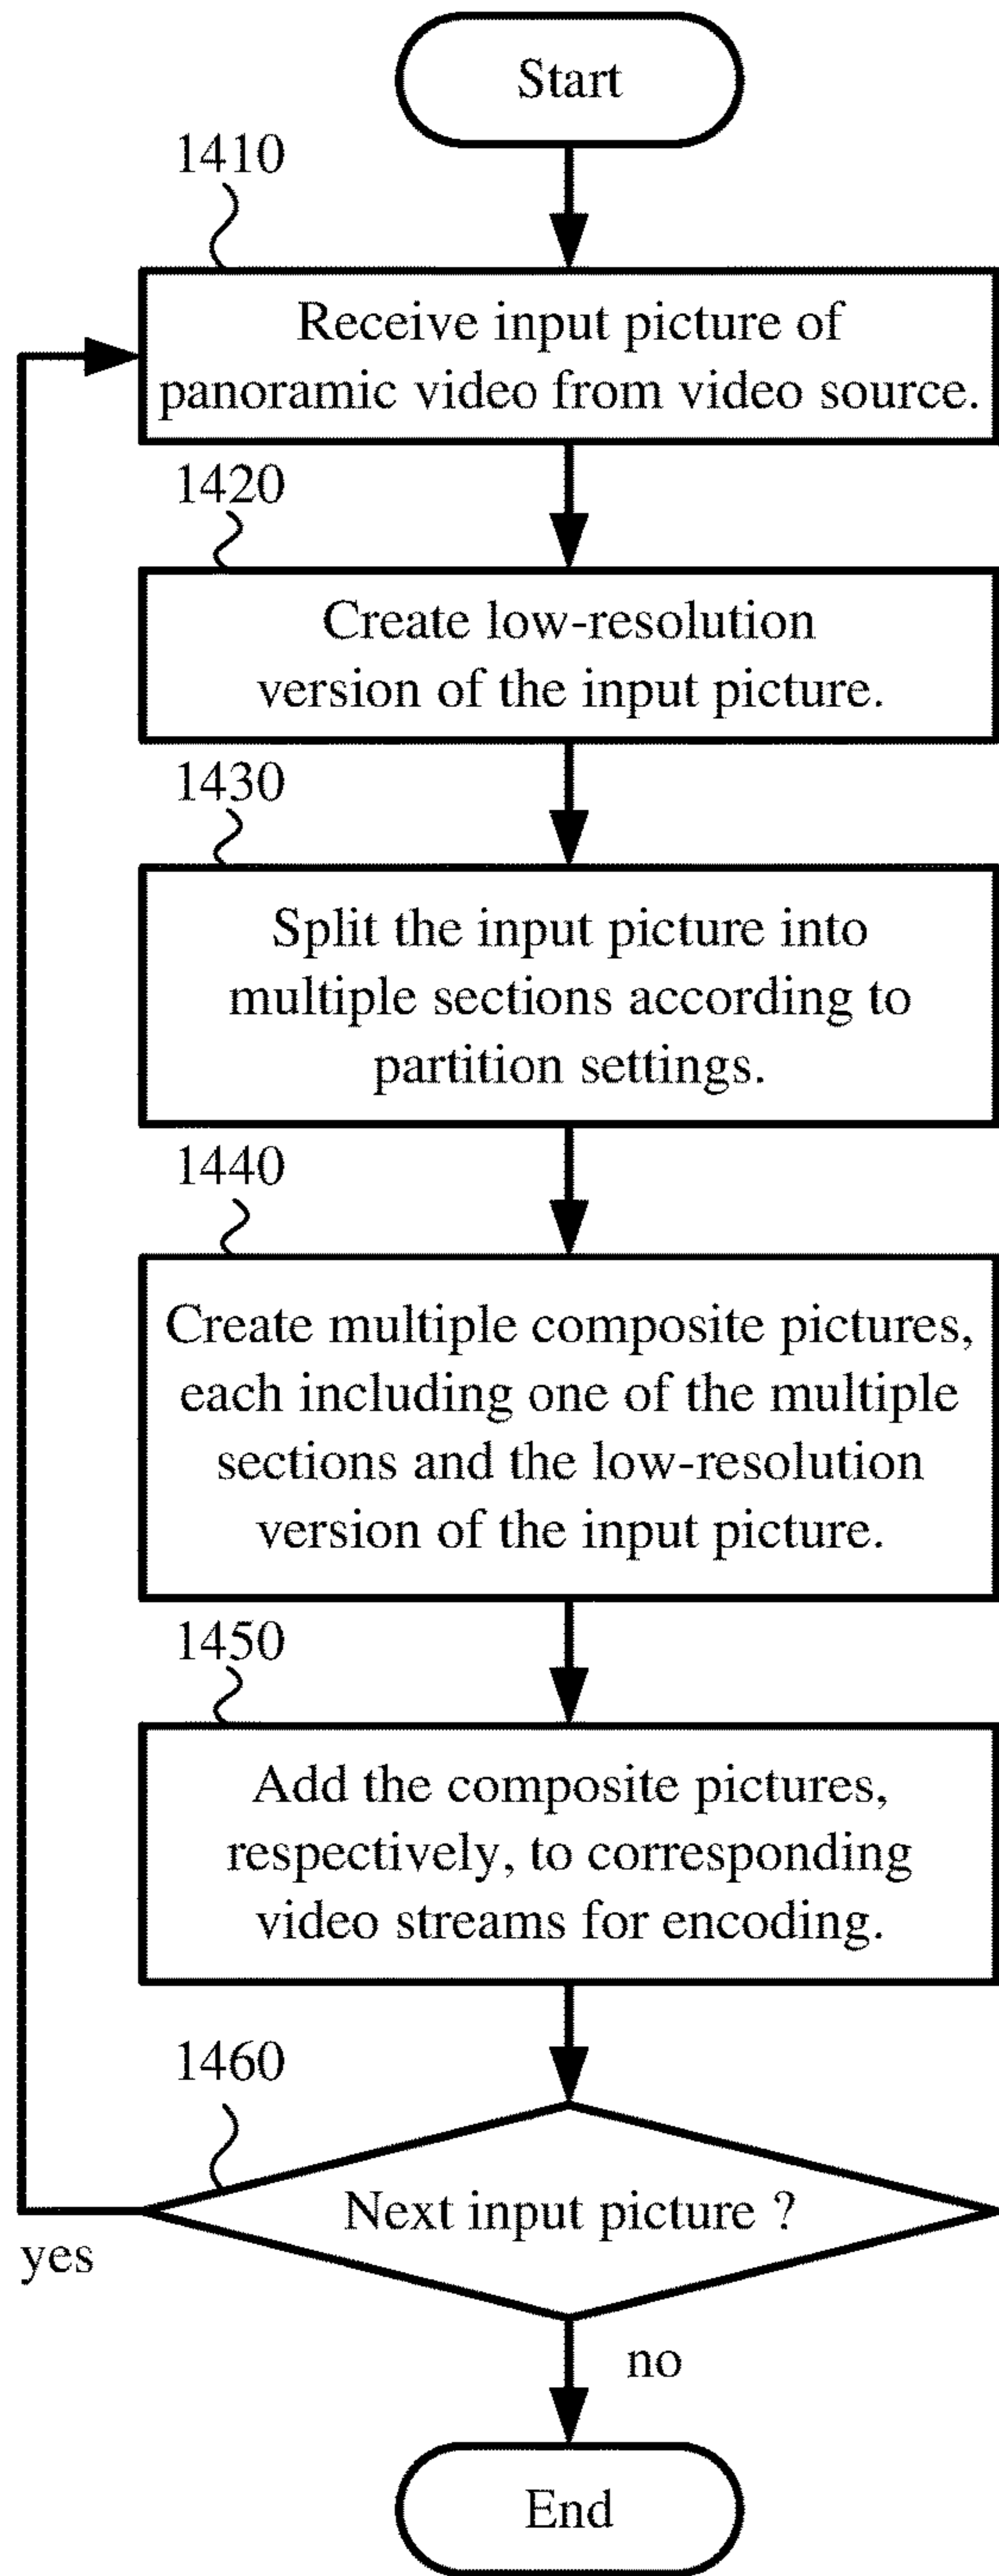 Start
1410
Receive input picture of
panoramic video from video source.
1420
Create low-resolution
version of the input picture.
1430
Split the input picture into
multiple sections according to
partition settings.
1440
Create multiple composite pictures,
each including one of the multiple
sections and the low-resolution
version of the input picture.
1450
Add the composite pictures,
respectively, to corresponding
video streams for encoding.
1460
Next input picture ?
yes
no
End